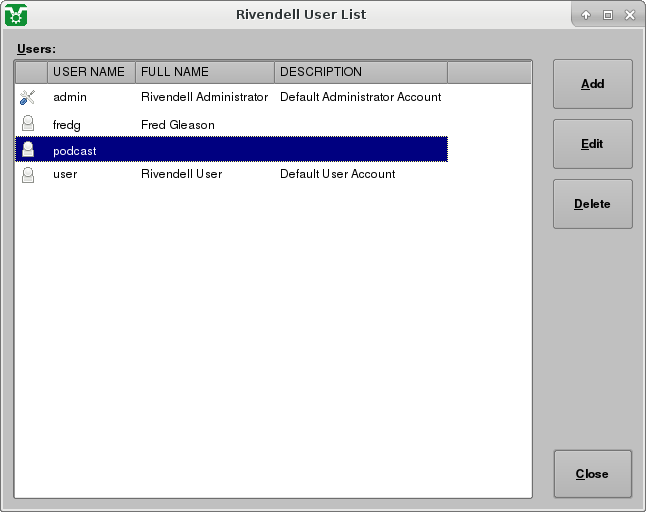 Rivendell User List
Users:
USER NAME FULL NAME DESCRIPTION
admin Rivendell Administrator Default Administrator Account
fredg Fred Gleason
podcast
user Rivendell User Default User Account
Add
Edit
Delete
Close